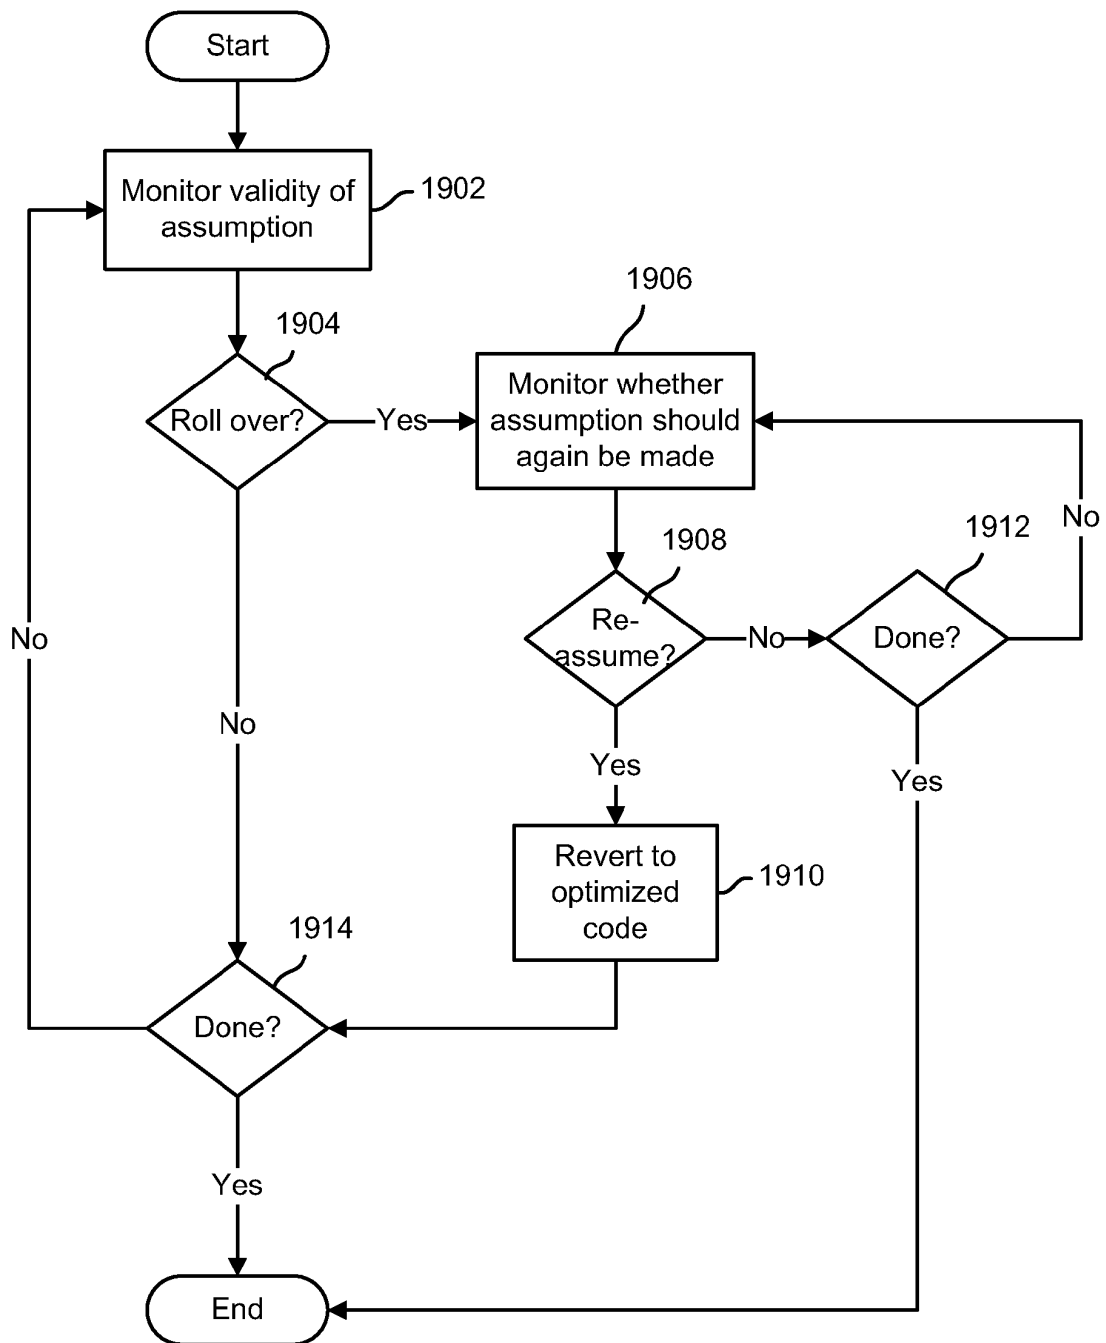 Start
Monitor validity of
assumption
1902
1904
Roll over?
Yes
1906
Monitor whether
assumption should
again be made
No
1908
Re-
assume?
No
1912
Done?
No
No
Yes
Yes
Revert to
optimized
code
1910
1914
Done?
Yes
End